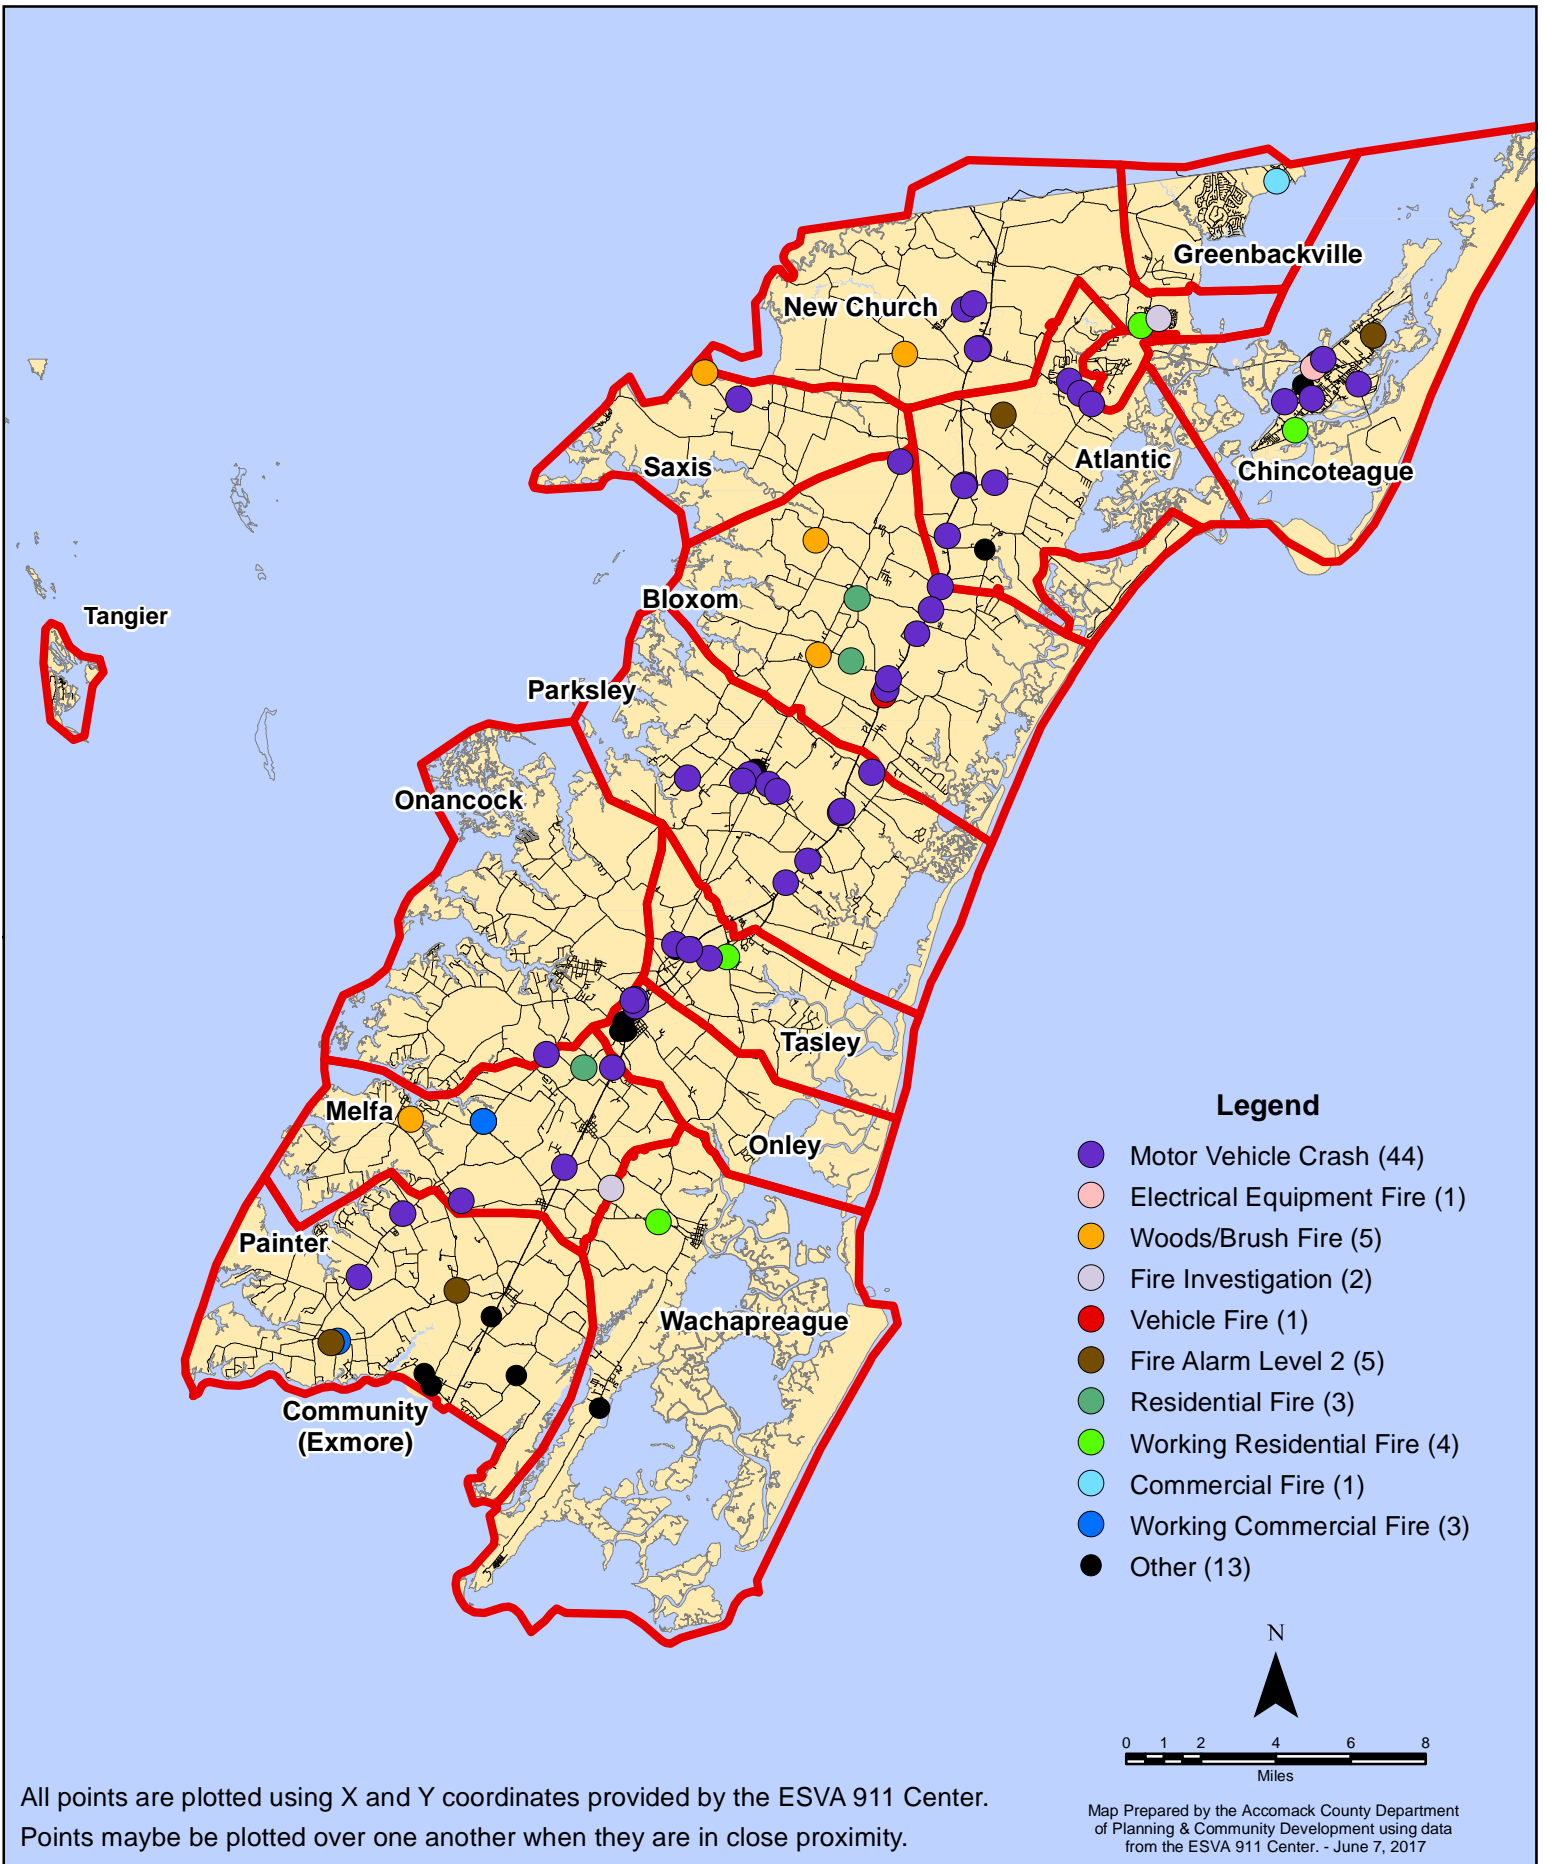 Greenbackville
New Church
Saxis
Atlantic
Chincoteague
Bloxom
Tangier
Parksley
Onancock
Tasley
Melfa
Onley
Painter
Wachapreague
Community
(Exmore)
Legend
Motor Vehicle Crash (44)
Electrical Equipment Fire (1)
Woods/Brush Fire (5)
Fire Investigation (2)
Vehicle Fire (1)
Fire Alarm Level 2 (5)
Residential Fire (3)
Working Residential Fire (4)
Commercial Fire (1)
Working Commercial Fire (3)
Other (13)
N
0 1 2 4 6 8
Miles
All points are plotted using X and Y coordinates provided by the ESVA 911 Center.
Points maybe be plotted over one another when they are in close proximity.
Map Prepared by the Accomack County Department
of Planning & Community Development using data
from the ESVA 911 Center. - June 7, 2017